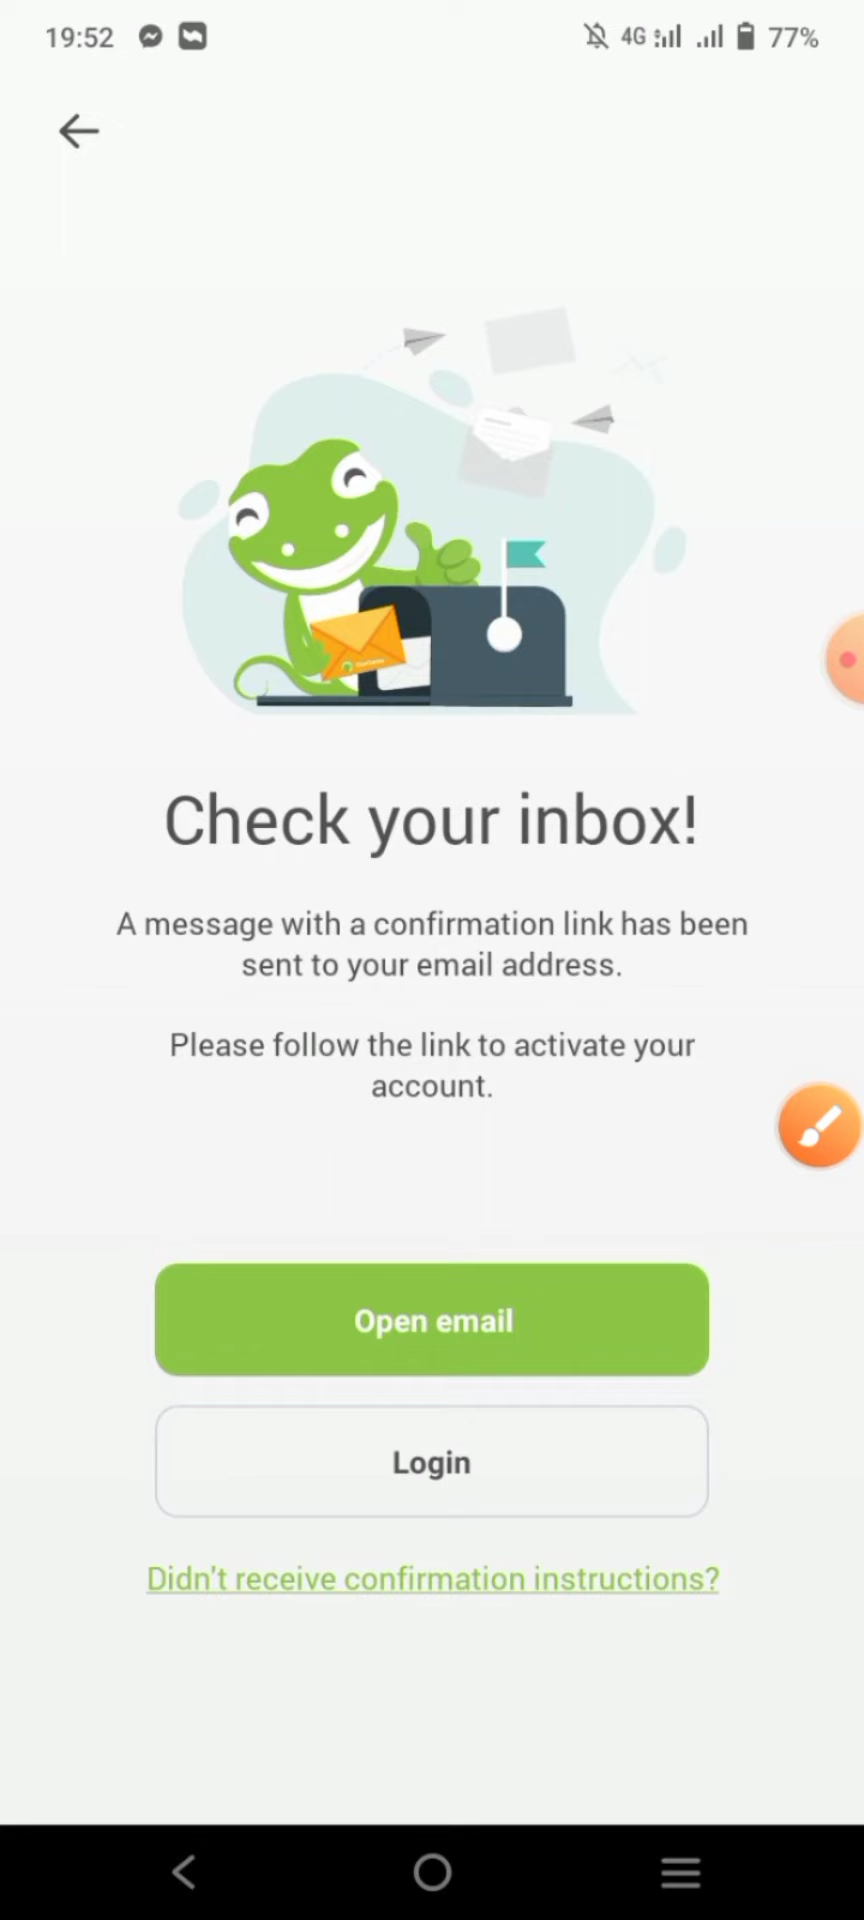 19:52 4G 77%
Check your inbox!
A message with a confirmation link has been
sent to your email address.
Please follow the link to activate your
account.
Open email
Login
Didn't receive confirmation instructions?